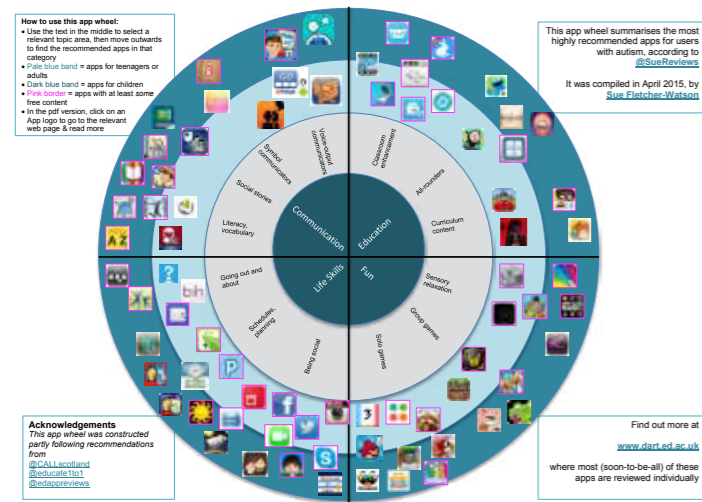 How to use this app wheel:
• Use the text in the middle to select a
relevant topic area, then move outwards
to find the recommended apps in that
category
• Pale blue band = apps for teenagers or
adults
• Dark blue band = apps for children
• Pink border = apps with at least some
free content
• In the pdf version, click on an
App logo to go to the relevant
web page & read more
This app wheel summarises the most
highly recommended apps for users
with autism, according to
@SueReviews
It was compiled in April 2015, by
Sue Fletcher-Watson
Symbol
communicators
Voice-output
communicators
Classroom
enhancement
Social stories
All-rounders
Literacy,
vocabulary
Curriculum
content
Communication
Education
Life Skills
Fun
Going out and
about
Sensory
relaxation
Schedules,
planning
Group games
Being social
Solo games
A Z
?
bih
P
f
3
S
Acknowledgements
This app wheel was constructed
partly following recommendations
from
@CALLscotland
@educate1to1
@edappreviews
Find out more at
www.dart.ed.ac.uk
where most (soon-to-be-all) of these
apps are reviewed individually